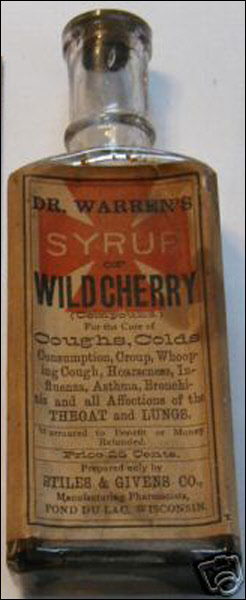 DR. WARREN'S
SYRUP
OF
WILD CHERRY
(Compound.)
For the Cure of
Coughs, Colds
Consumption, Croup, Whoop-
ing Cough, Hoarseness, In-
fluenza, Asthma, Bronchi-
tis and all Affections of the
THROAT and LUNGS.
Warranted to Benefit or Money
Refunded.
Price 25 Cents.
Prepared only by
STILES & GIVENS CO.,
Manufacturing Pharmacists,
FOND DU LAC, WISCONSIN.